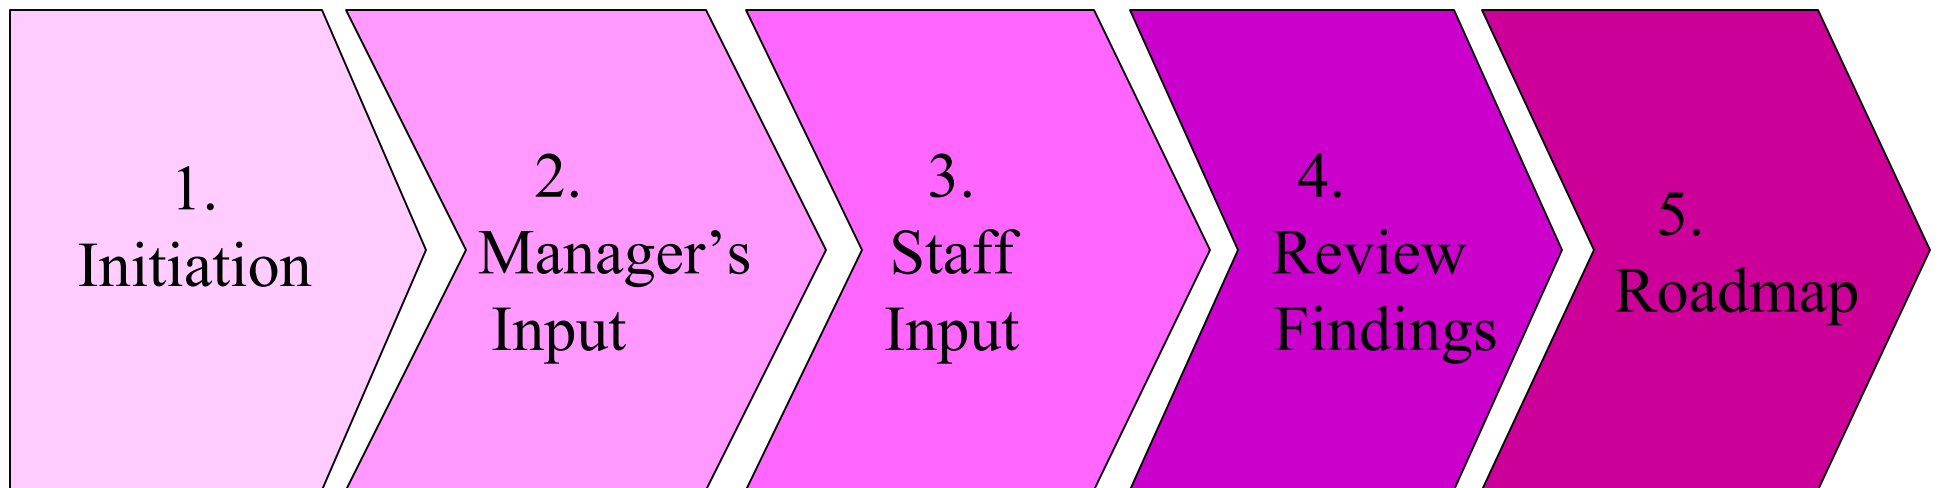 1.
Initiation
2.
Manager’s
Input
3.
Staff
Input
4.
Review
Findings
5.
Roadmap